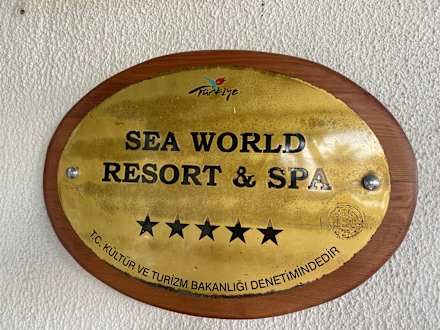 Türkiye
SEA WORLD
RESORT & SPA
T.C. KÜLTÜR VE TURİZM BAKANLIĞI DENETİMİNDEDİR